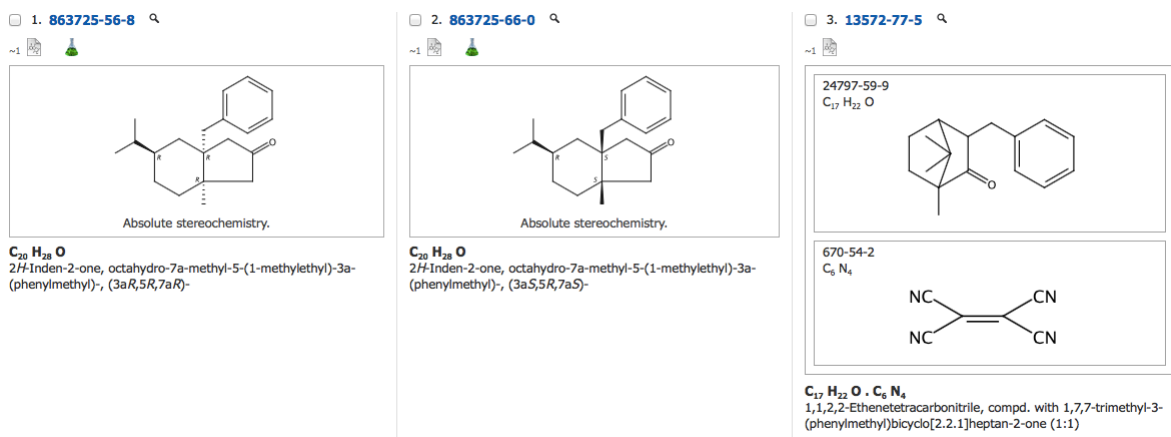 1. 863725-56-8
~1
R
R
R
O
Absolute stereochemistry.
C20 H28 O
2H-Inden-2-one, octahydro-7a-methyl-5-(1-methylethyl)-3a-
(phenylmethyl)-, (3aR,5R,7aR)-
2. 863725-66-0
~1
R
S
S
O
Absolute stereochemistry.
C20 H28 O
2H-Inden-2-one, octahydro-7a-methyl-5-(1-methylethyl)-3a-
(phenylmethyl)-, (3aS,5R,7aS)-
3. 13572-77-5
~1
24797-59-9
C17 H22 O
O
670-54-2
C6 N4
NC CN
NC CN
C17 H22 O . C6 N4
1,1,2,2-Ethenetetracarbonitrile, compd. with 1,7,7-trimethyl-3-
(phenylmethyl)bicyclo[2.2.1]heptan-2-one (1:1)